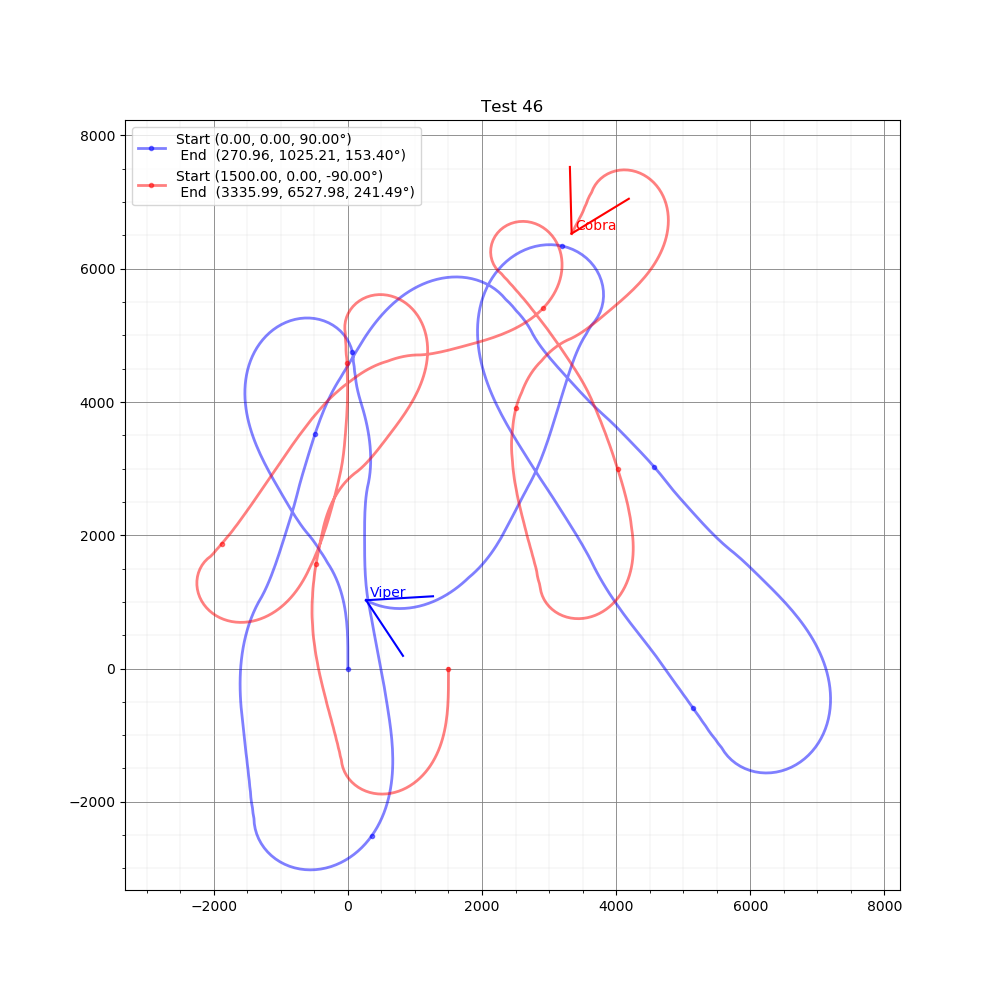 Test 46
Start (0.00, 0.00, 90.00°)
End  (270.96, 1025.21, 153.40°)
Start (1500.00, 0.00, -90.00°)
End  (3335.99, 6527.98, 241.49°)
Cobra
Viper
8000
6000
4000
2000
0
−2000
−2000
0
2000
4000
6000
8000